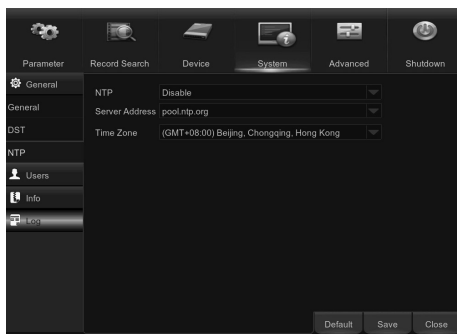 Parameter Record Search Device System Advanced Shutdown
General
General
DST
NTP
Users
Info
Log
NTP Disable
Server Address pool.ntp.org
Time Zone (GMT+08:00) Beijing, Chongqing, Hong Kong
Default Save Close